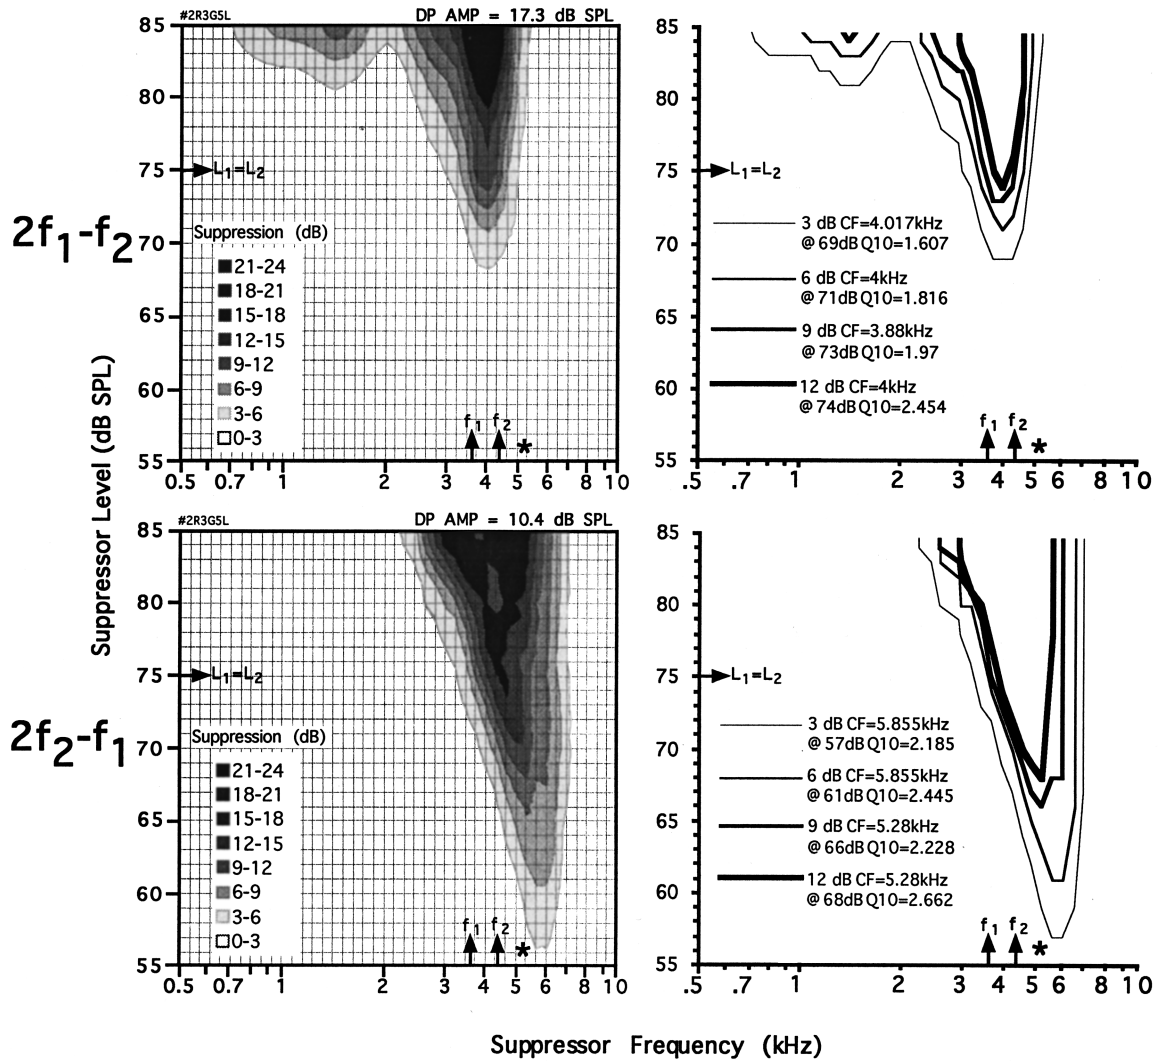 #2R3G5L
DP AMP = 17.3 dB SPL
85
80
75
70
65
60
55
L1=L2
Suppression (dB)
21-24
18-21
15-18
12-15
9-12
6-9
3-6
0-3
f1 f2 *
0.5 0.7 1 2 3 4 5 6 8 10
2f1-f2
85
80
75
70
65
60
55
L1=L2
3 dB CF=4.017kHz
@ 69dB Q10=1.607
6 dB CF=4kHz
@ 71dB Q10=1.816
9 dB CF=3.88kHz
@ 73dB Q10=1.97
12 dB CF=4kHz
@ 74dB Q10=2.454
f1 f2 *
.5 .7 1 2 3 4 5 6 8 10
Suppressor Level (dB SPL)
#2R3G5L
DP AMP = 10.4 dB SPL
85
80
75
70
65
60
55
L1=L2
Suppression (dB)
21-24
18-21
15-18
12-15
9-12
6-9
3-6
0-3
f1 f2 *
0.5 0.7 1 2 3 4 5 6 8 10
2f2-f1
85
80
75
70
65
60
55
L1=L2
3 dB CF=5.855kHz
@ 57dB Q10=2.185
6 dB CF=5.855kHz
@ 61dB Q10=2.445
9 dB CF=5.28kHz
@ 66dB Q10=2.228
12 dB CF=5.28kHz
@ 68dB Q10=2.662
f1 f2 *
.5 .7 1 2 3 4 5 6 8 10
Suppressor Frequency (kHz)